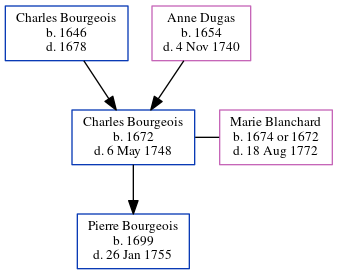 Charles Bourgeois
b. 1646
d. 1678
Anne Dugas
b. 1654
d. 4 Nov 1740
Charles Bourgeois
b. 1672
d. 6 May 1748
Marie Blanchard
b. 1674 or 1672
d. 18 Aug 1772
Pierre Bourgeois
b. 1699
d. 26 Jan 1755